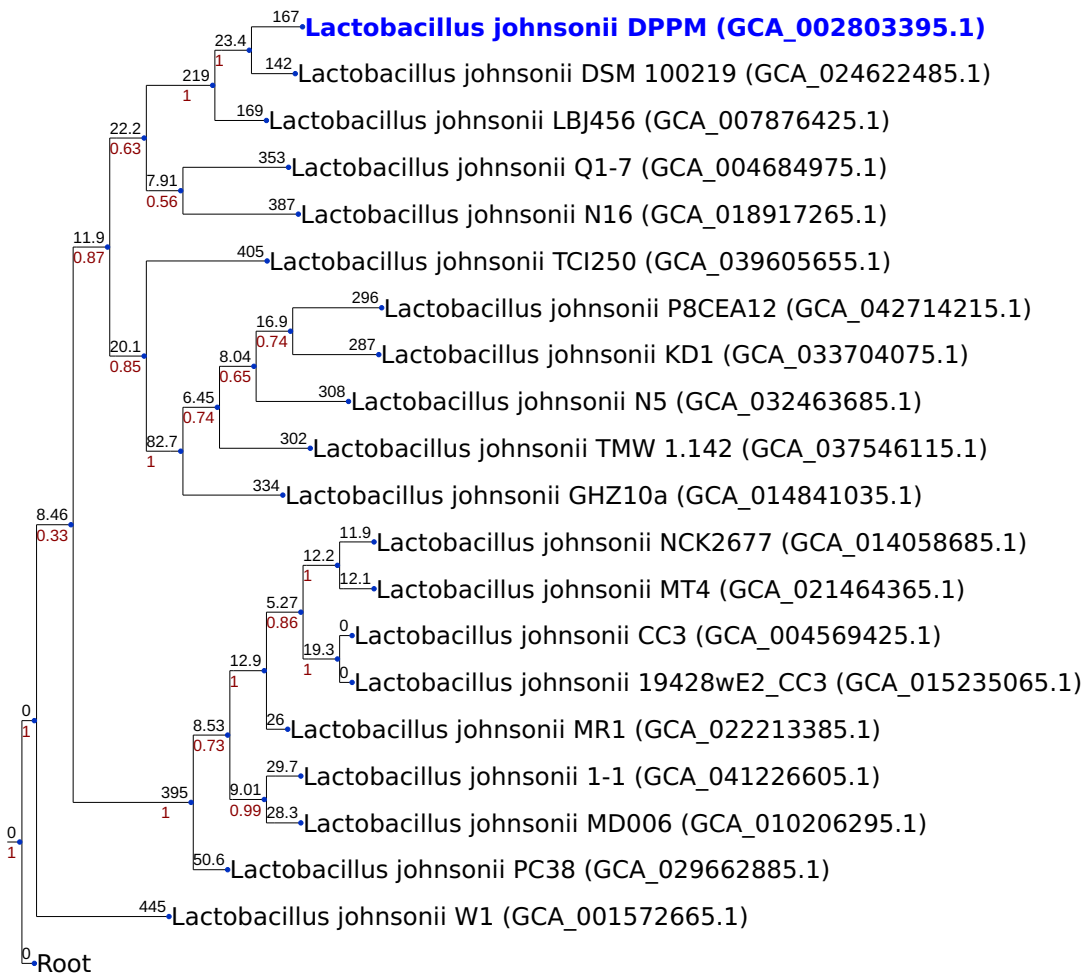 167
Lactobacillus johnsonii DPPM (GCA_002803395.1)
23.4
1
142
Lactobacillus johnsonii DSM 100219 (GCA_024622485.1)
219
1
169
Lactobacillus johnsonii LBJ456 (GCA_007876425.1)
22.2
0.63
353
Lactobacillus johnsonii Q1-7 (GCA_004684975.1)
7.91
0.56
387
Lactobacillus johnsonii N16 (GCA_018917265.1)
11.9
0.87
405
Lactobacillus johnsonii TCI250 (GCA_039605655.1)
296
Lactobacillus johnsonii P8CEA12 (GCA_042714215.1)
16.9
0.74
287
Lactobacillus johnsonii KD1 (GCA_033704075.1)
20.1
0.85
8.04
0.65
308
Lactobacillus johnsonii N5 (GCA_032463685.1)
6.45
0.74
302
Lactobacillus johnsonii TMW 1.142 (GCA_037546115.1)
82.7
1
334
Lactobacillus johnsonii GHZ10a (GCA_014841035.1)
8.46
0.33
11.9
Lactobacillus johnsonii NCK2677 (GCA_014058685.1)
12.2
1
12.1
Lactobacillus johnsonii MT4 (GCA_021464365.1)
5.27
0.86
0
Lactobacillus johnsonii CC3 (GCA_004569425.1)
19.3
1
0
Lactobacillus johnsonii 19428wE2_CC3 (GCA_015235065.1)
12.9
1
26
Lactobacillus johnsonii MR1 (GCA_022213385.1)
8.53
0.73
29.7
Lactobacillus johnsonii 1-1 (GCA_041226605.1)
9.01
0.99
28.3
Lactobacillus johnsonii MD006 (GCA_010206295.1)
395
1
50.6
Lactobacillus johnsonii PC38 (GCA_029662885.1)
0
1
445
Lactobacillus johnsonii W1 (GCA_001572665.1)
0
1
0
Root